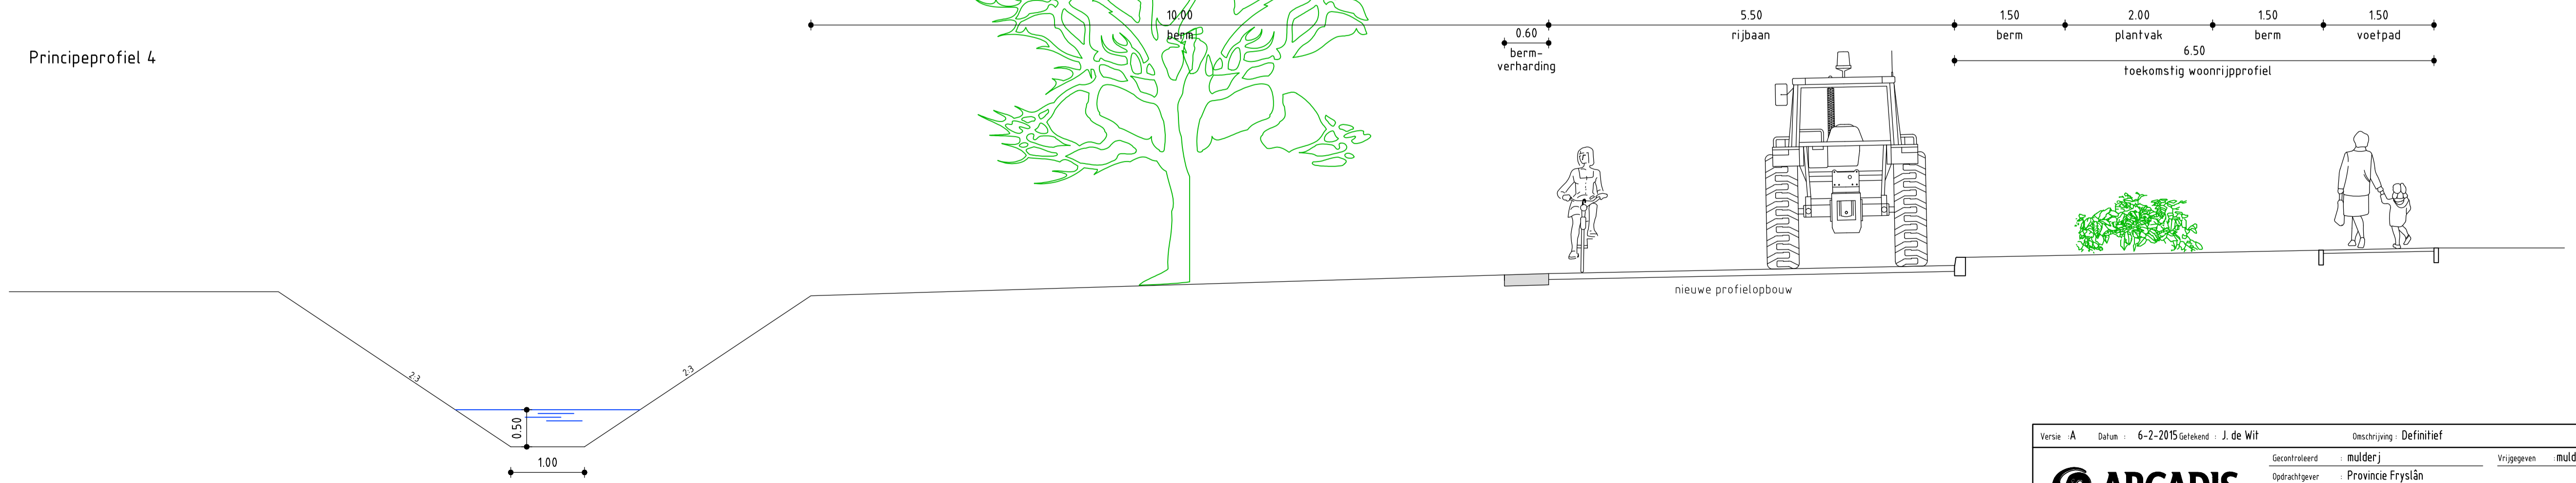 Principeprofiel 4
10.00
berm
0.60
berm-
verharding
5.50
rijbaan
1.50
berm
2.00
plantvak
1.50
berm
1.50
voetpad
6.50
toekomstig woonrijpprofiel
nieuwe profielopbouw
2:3
2:3
0.50
1.00
Versie : A Datum : 6-2-2015 Getekend : J. de Wit Omschrijving : Definitief
Gecontroleerd : mulderj Vrijgegeven :
Opdrachtgever : Provincie Fryslân
ARCADIS